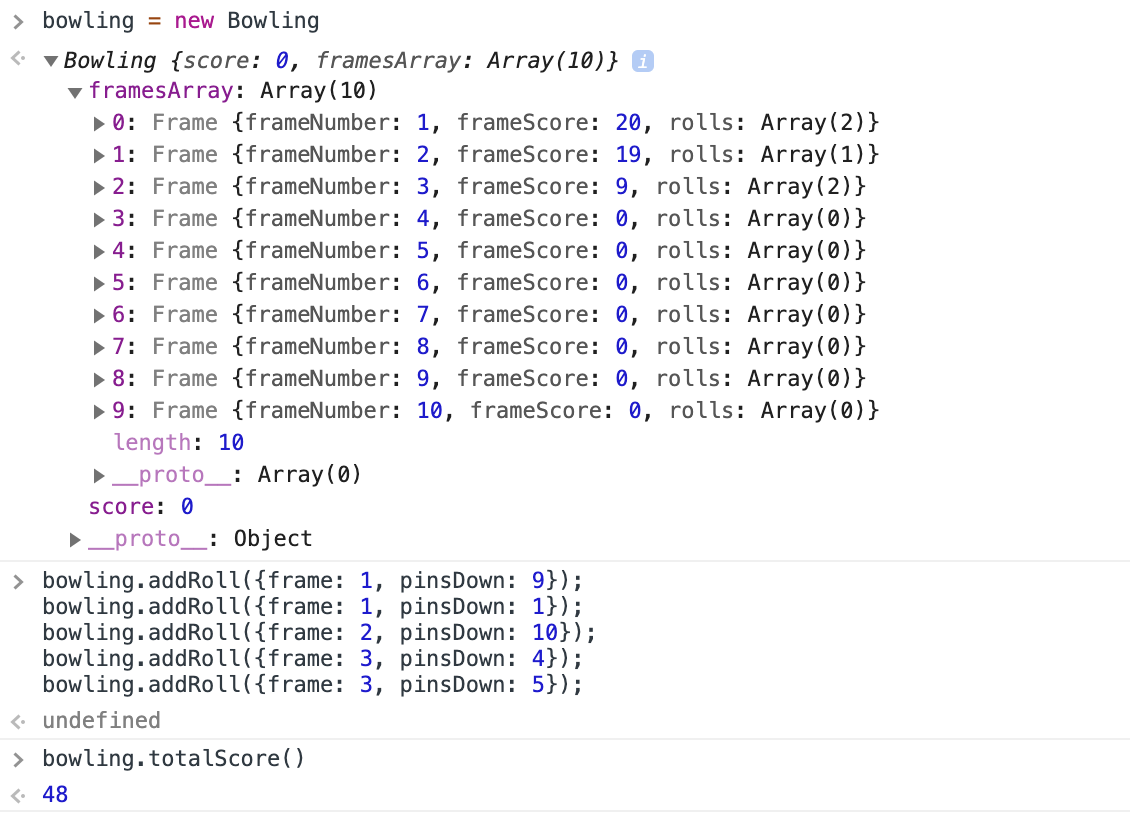 > bowling = new Bowling
<· ▼Bowling {score: 0, framesArray: Array(10)} i
▼framesArray: Array(10)
▶0: Frame {frameNumber: 1, frameScore: 20, rolls: Array(2)}
▶1: Frame {frameNumber: 2, frameScore: 19, rolls: Array(1)}
▶2: Frame {frameNumber: 3, frameScore: 9, rolls: Array(2)}
▶3: Frame {frameNumber: 4, frameScore: 0, rolls: Array(0)}
▶4: Frame {frameNumber: 5, frameScore: 0, rolls: Array(0)}
▶5: Frame {frameNumber: 6, frameScore: 0, rolls: Array(0)}
▶6: Frame {frameNumber: 7, frameScore: 0, rolls: Array(0)}
▶7: Frame {frameNumber: 8, frameScore: 0, rolls: Array(0)}
▶8: Frame {frameNumber: 9, frameScore: 0, rolls: Array(0)}
▶9: Frame {frameNumber: 10, frameScore: 0, rolls: Array(0)}
length: 10
▶__proto__: Array(0)
score: 0
▶__proto__: Object
> bowling.addRoll({frame: 1, pinsDown: 9});
bowling.addRoll({frame: 1, pinsDown: 1});
bowling.addRoll({frame: 2, pinsDown: 10});
bowling.addRoll({frame: 3, pinsDown: 4});
bowling.addRoll({frame: 3, pinsDown: 5});
<· undefined
> bowling.totalScore()
<· 48